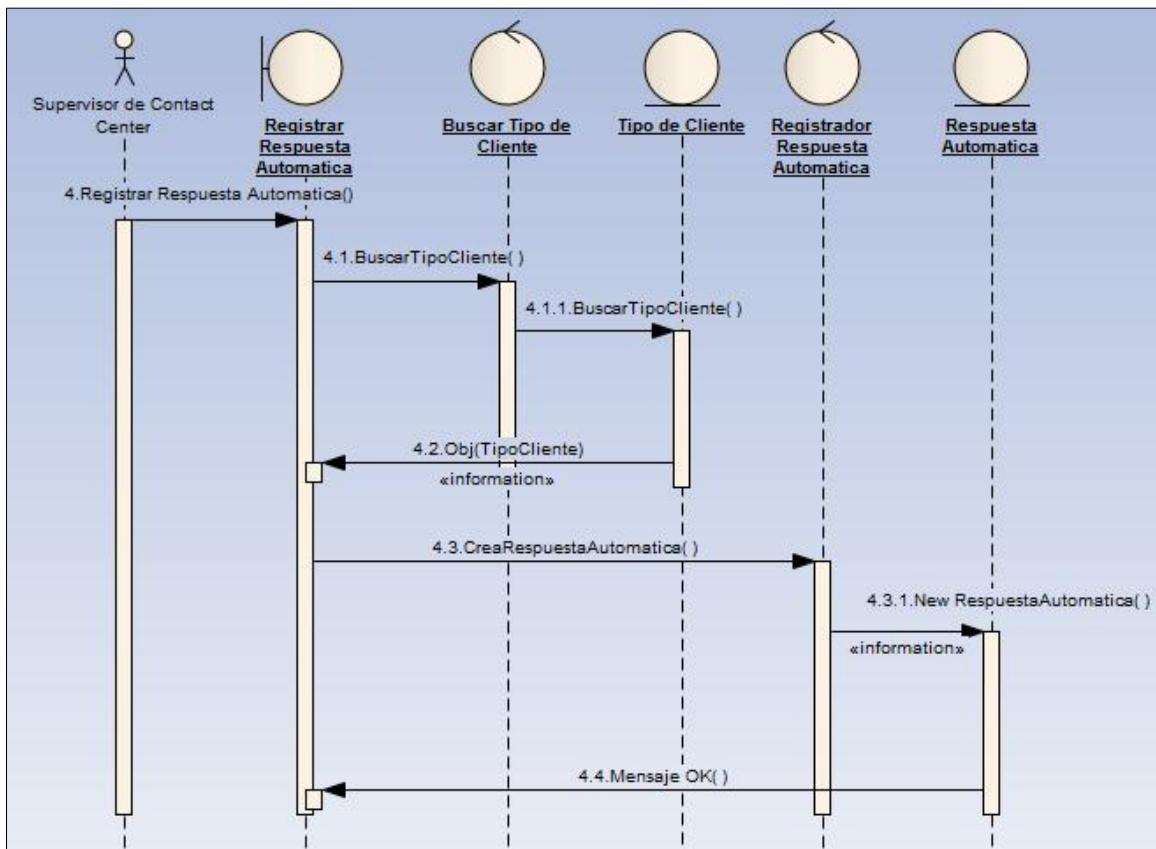 Supervisor de Contact
Center
Registrar
Respuesta
Automatica
Buscar Tipo de
Cliente
Tipo de Cliente
Registrador
Respuesta
Automatica
Respuesta
Automatica
4.Registrar Respuesta Automatica()
4.1.BuscarTipoCliente( )
4.1.1.BuscarTipoCliente( )
4.2.Obj(TipoCliente)
«information»
4.3.CreaRespuestaAutomatica( )
4.3.1.New RespuestaAutomatica( )
«information»
4.4.Mensaje OK( )